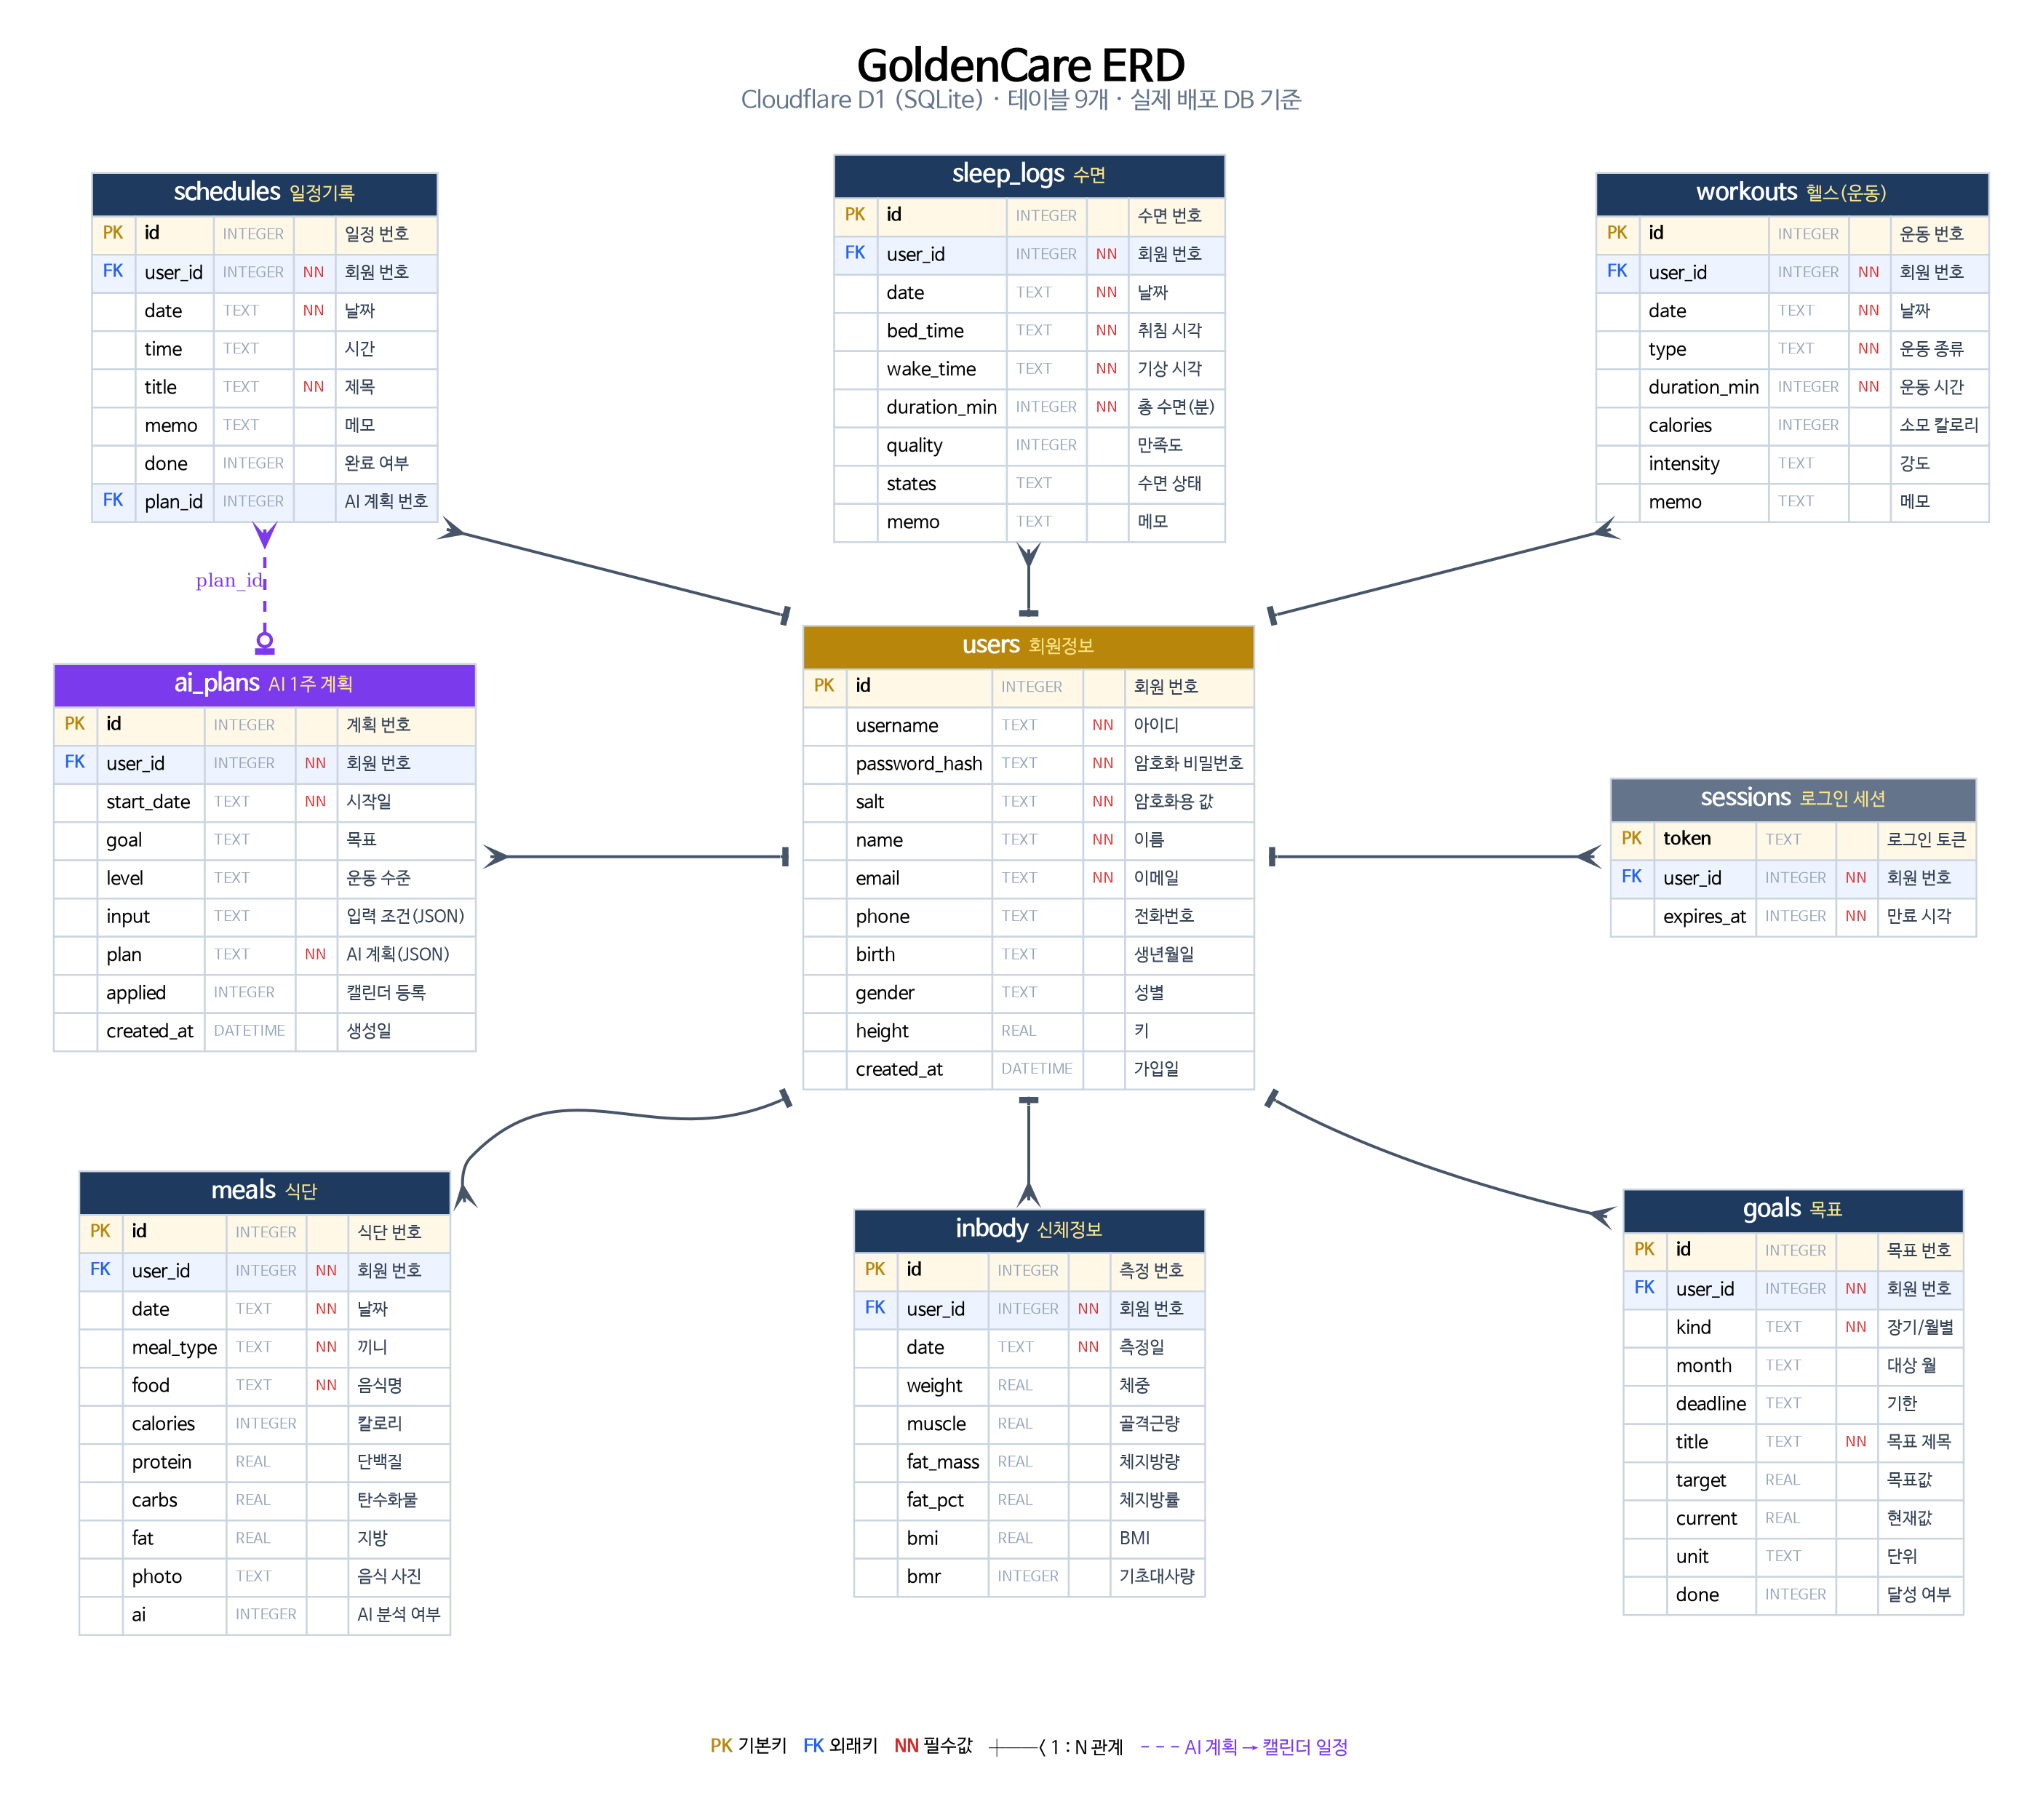 GoldenCare ERD
Cloudflare D1 (SQLite) · 테이블 9개 · 실제 배포 DB 기준
schedules 일정기록
PK id INTEGER 일정 번호
FK user_id INTEGER NN 회원 번호
date TEXT NN 날짜
time TEXT 시간
title TEXT NN 제목
memo TEXT 메모
done INTEGER 완료 여부
FK plan_id INTEGER AI 계획 번호
sleep_logs 수면
PK id INTEGER 수면 번호
FK user_id INTEGER NN 회원 번호
date TEXT NN 날짜
bed_time TEXT NN 취침 시각
wake_time TEXT NN 기상 시각
duration_min INTEGER NN 총 수면(분)
quality INTEGER 만족도
states TEXT 수면 상태
memo TEXT 메모
workouts 헬스(운동)
PK id INTEGER 운동 번호
FK user_id INTEGER NN 회원 번호
date TEXT NN 날짜
type TEXT NN 운동 종류
duration_min INTEGER NN 운동 시간
calories INTEGER 소모 칼로리
intensity TEXT 강도
memo TEXT 메모
plan_id
ai_plans AI 1주 계획
PK id INTEGER 계획 번호
FK user_id INTEGER NN 회원 번호
start_date TEXT NN 시작일
goal TEXT 목표
level TEXT 운동 수준
input TEXT 입력 조건(JSON)
plan TEXT NN AI 계획(JSON)
applied INTEGER 캘린더 등록
created_at DATETIME 생성일
users 회원정보
PK id INTEGER 회원 번호
username TEXT NN 아이디
password_hash TEXT NN 암호화 비밀번호
salt TEXT NN 암호화용 값
name TEXT NN 이름
email TEXT NN 이메일
phone TEXT 전화번호
birth TEXT 생년월일
gender TEXT 성별
height REAL 키
created_at DATETIME 가입일
sessions 로그인 세션
PK token TEXT 로그인 토큰
FK user_id INTEGER NN 회원 번호
expires_at INTEGER NN 만료 시각
meals 식단
PK id INTEGER 식단 번호
FK user_id INTEGER NN 회원 번호
date TEXT NN 날짜
meal_type TEXT NN 끼니
food TEXT NN 음식명
calories INTEGER 칼로리
protein REAL 단백질
carbs REAL 탄수화물
fat REAL 지방
photo TEXT 음식 사진
ai INTEGER AI 분석 여부
inbody 신체정보
PK id INTEGER 측정 번호
FK user_id INTEGER NN 회원 번호
date TEXT NN 측정일
weight REAL 체중
muscle REAL 골격근량
fat_mass REAL 체지방량
fat_pct REAL 체지방률
bmi REAL BMI
bmr INTEGER 기초대사량
goals 목표
PK id INTEGER 목표 번호
FK user_id INTEGER NN 회원 번호
kind TEXT NN 장기/월별
month TEXT 대상 월
deadline TEXT 기한
title TEXT NN 목표 제목
target REAL 목표값
current REAL 현재값
unit TEXT 단위
done INTEGER 달성 여부
PK 기본키 FK 외래키 NN 필수값 1 : N 관계 - - - AI 계획 → 캘린더 일정